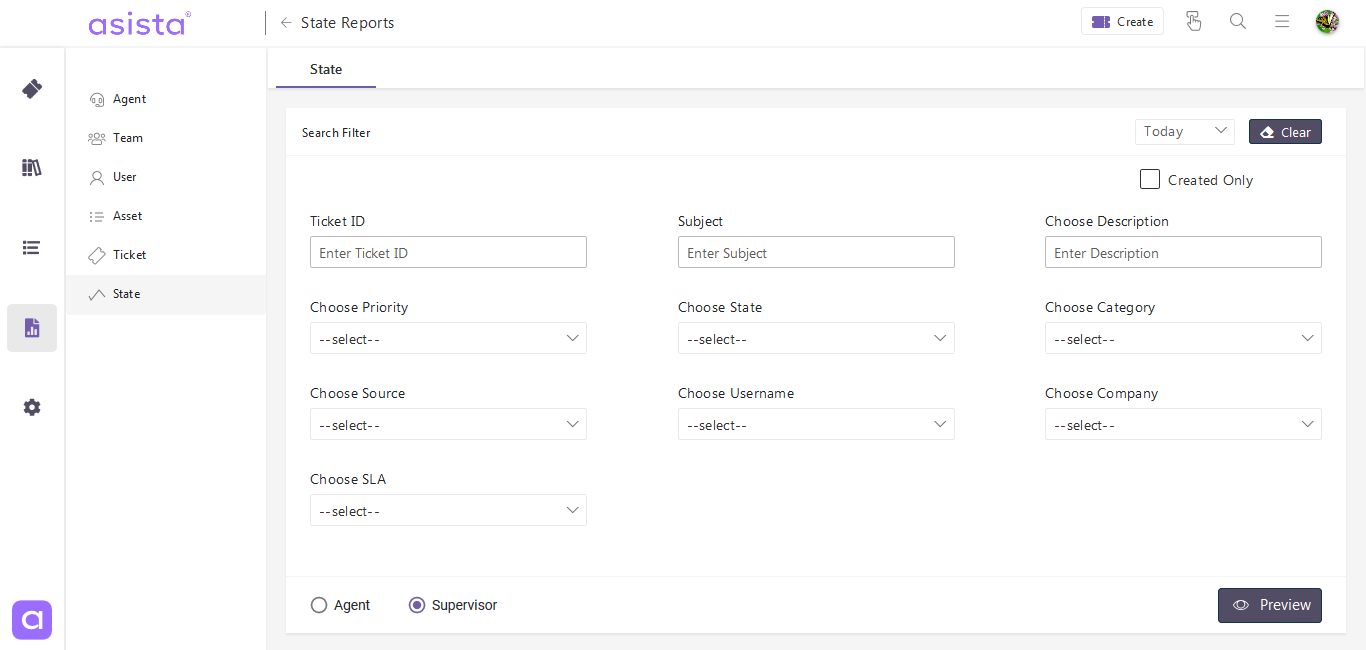 asista®
State Reports
Create
Agent
Team
User
Asset
Ticket
State
State
Search Filter
Today
Clear
Created Only
Ticket ID
Subject
Choose Description
Enter Ticket ID
Enter Subject
Enter Description
Choose Priority
Choose State
Choose Category
--select--
--select--
--select--
Choose Source
Choose Username
Choose Company
--select--
--select--
--select--
Choose SLA
--select--
Agent
Supervisor
Preview
a